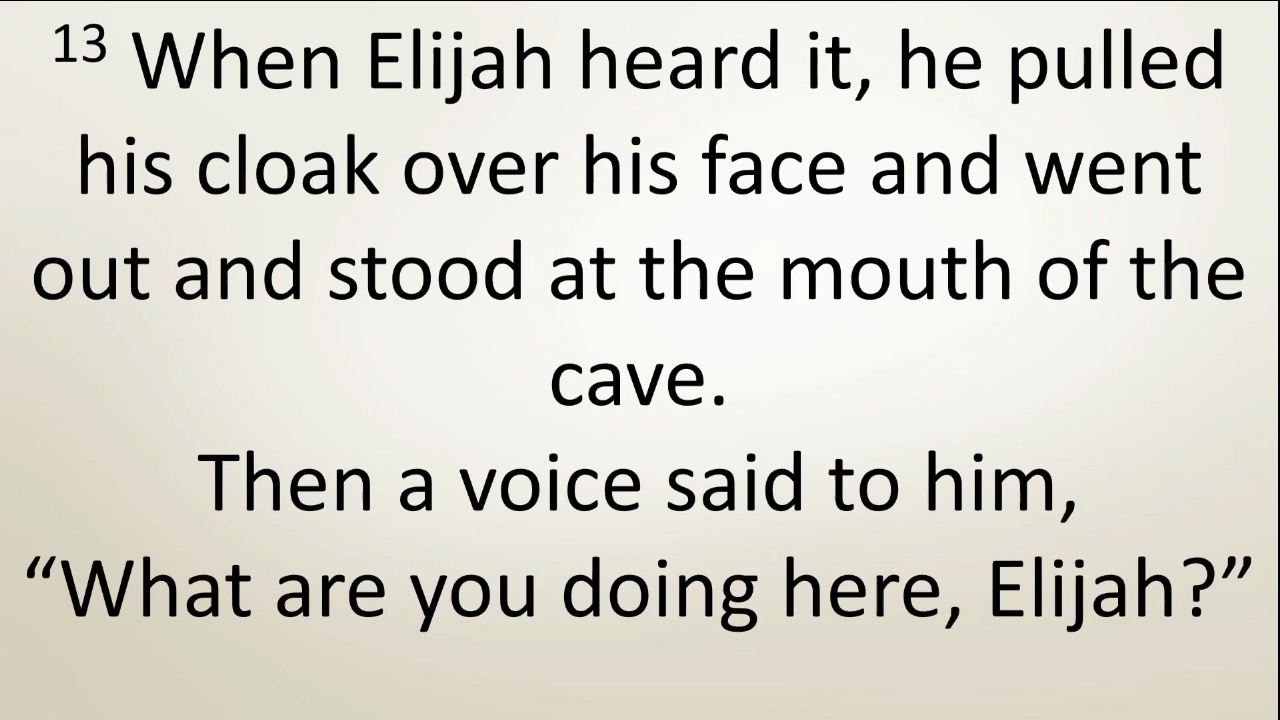 13 When Elijah heard it, he pulled
his cloak over his face and went
out and stood at the mouth of the
cave.
Then a voice said to him,
“What are you doing here, Elijah?”